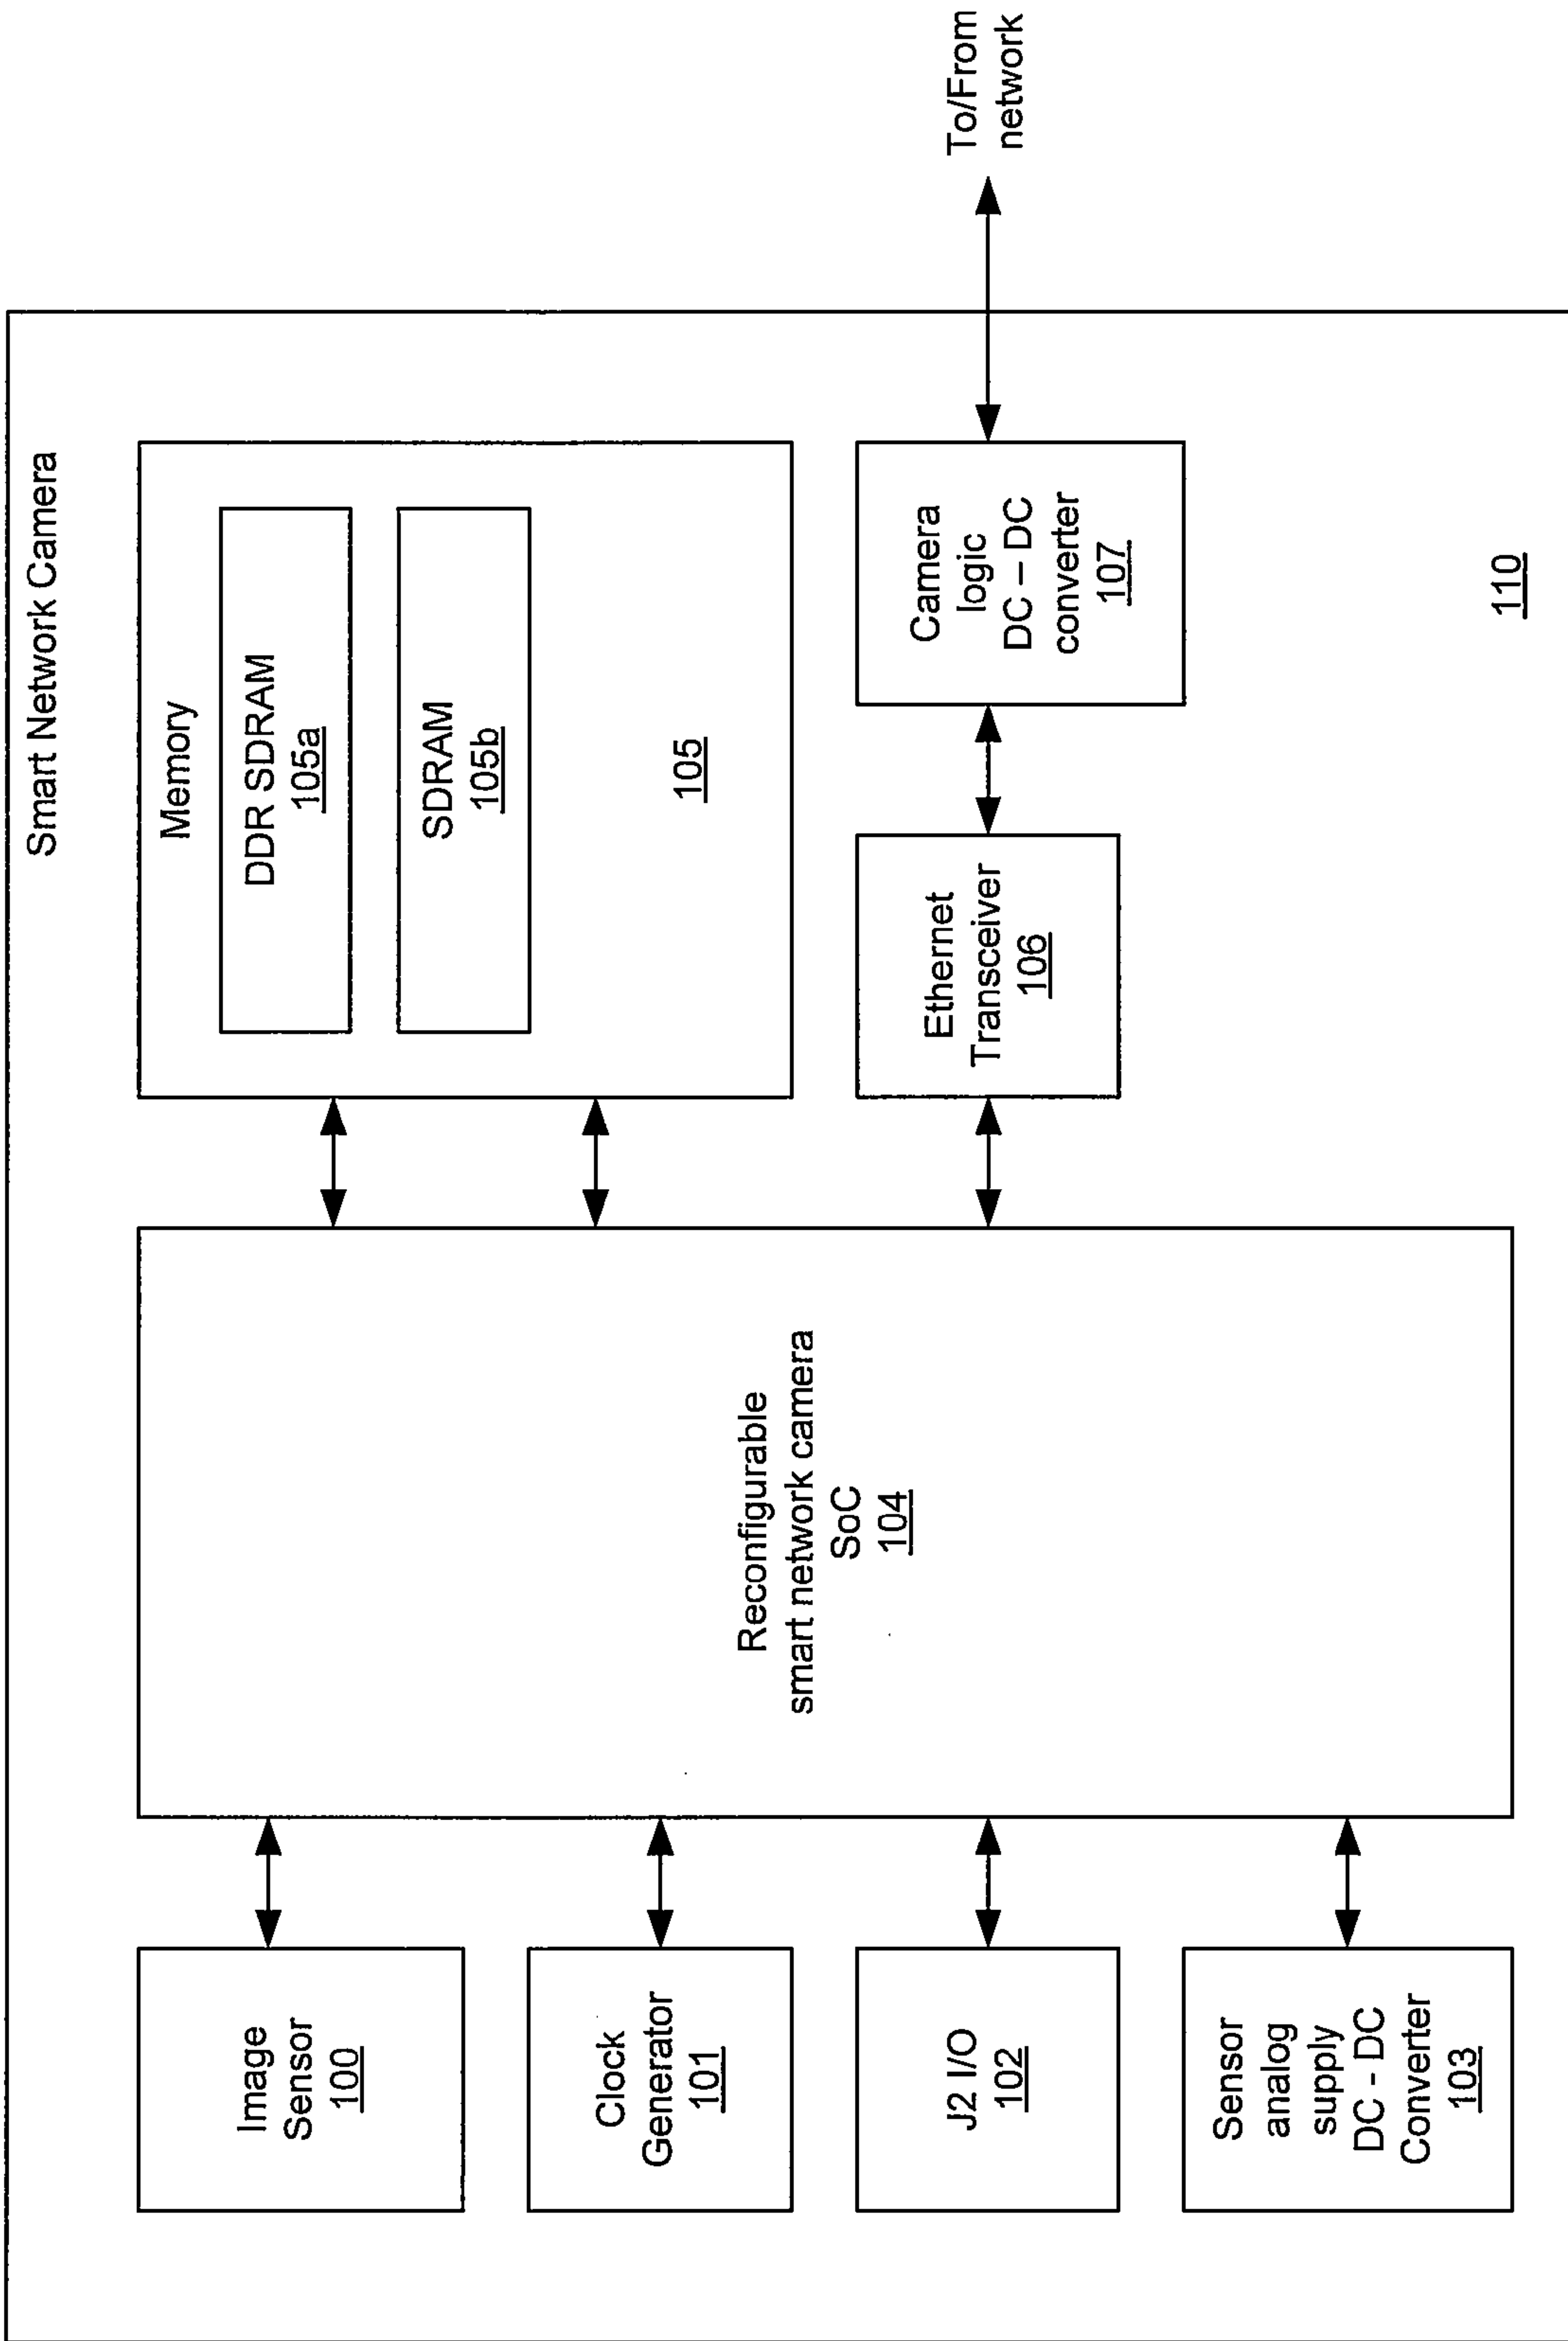 Smart Network Camera
Image
Sensor
100
Clock
Generator
101
J2 I/O
102
Sensor
analog
supply
DC - DC
Converter
103
Reconfigurable
smart network camera
SoC
104
Memory
DDR SDRAM
105a
SDRAM
105b
105
Ethernet
Transceiver
106
Camera
logic
DC – DC
converter
107
To/From
network
110